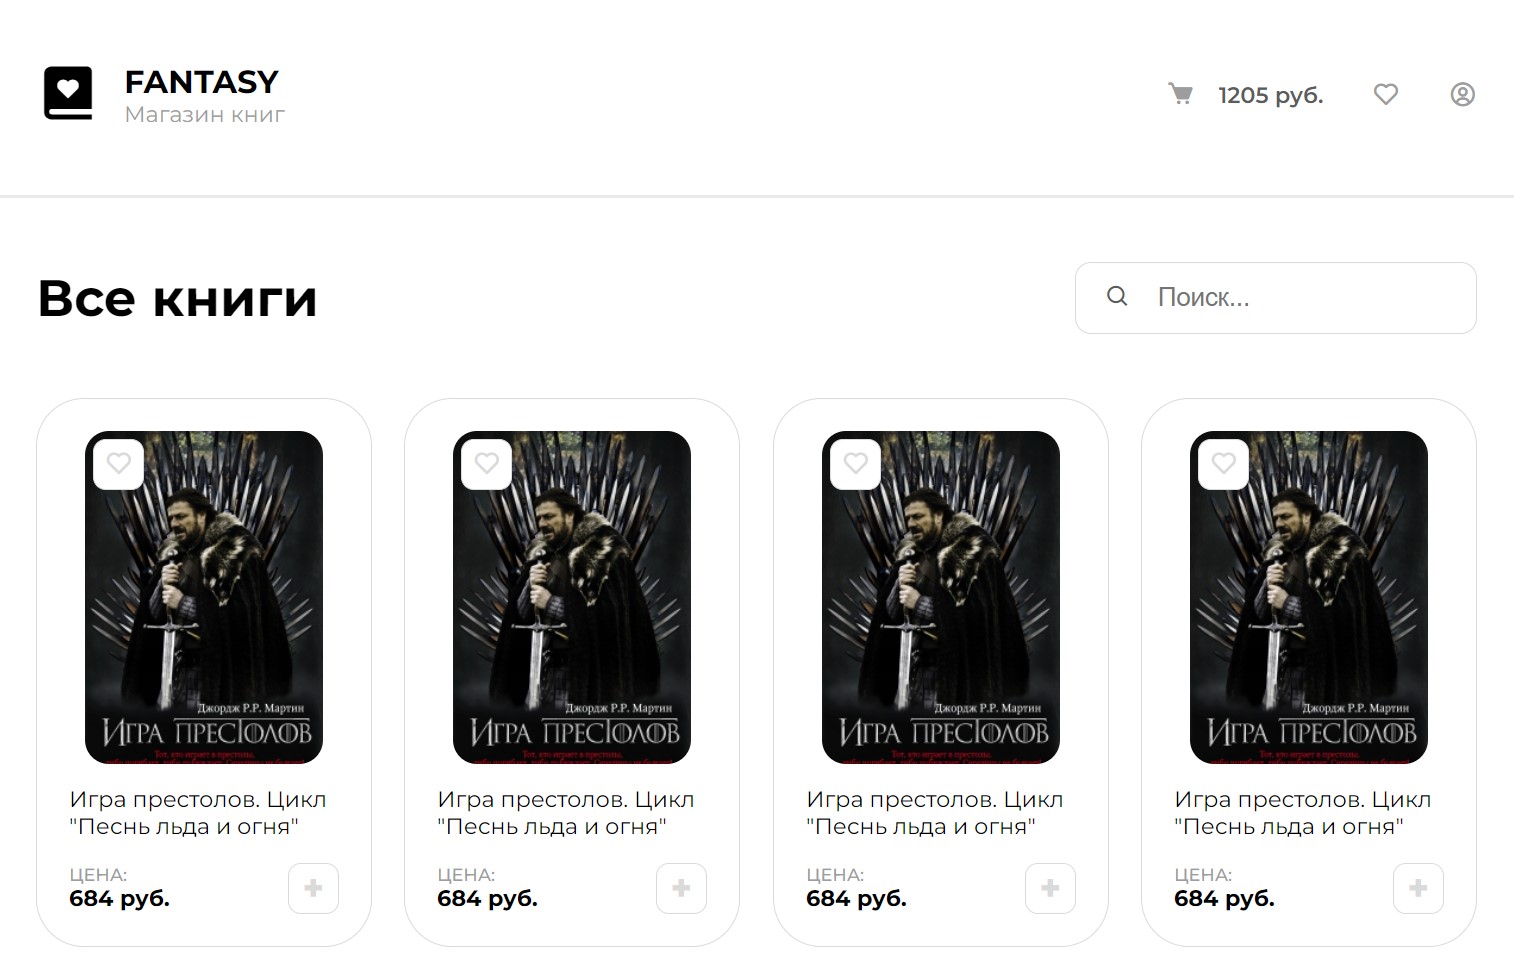 FANTASY
Магазин книг
1205 руб.
Все книги
Поиск...
Джордж Р.Р. Мартин
ИГРА ПРЕСТОЛОВ
Тот, кто играет в престолы,
Игра престолов. Цикл
"Песнь льда и огня"
ЦЕНА:
684 руб.
Джордж Р.Р. Мартин
ИГРА ПРЕСТОЛОВ
Тот, кто играет в престолы,
Игра престолов. Цикл
"Песнь льда и огня"
ЦЕНА:
684 руб.
Джордж Р.Р. Мартин
ИГРА ПРЕСТОЛОВ
Тот, кто играет в престолы,
Игра престолов. Цикл
"Песнь льда и огня"
ЦЕНА:
684 руб.
Джордж Р.Р. Мартин
ИГРА ПРЕСТОЛОВ
Тот, кто играет в престолы,
Игра престолов. Цикл
"Песнь льда и огня"
ЦЕНА:
684 руб.